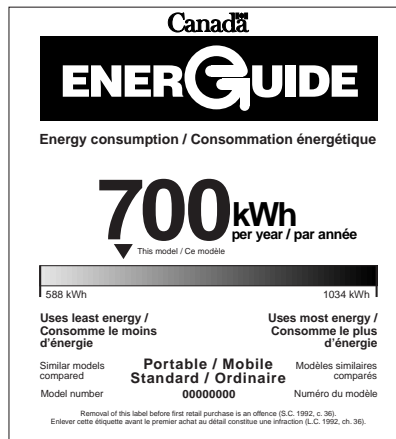 Canada
ENERGUIDE
Energy consumption / Consommation énergétique
700 kWh
per year / par année
This model / Ce modèle
588 kWh 1034 kWh
Uses least energy / Uses most energy /
Consomme le moins Consomme le plus
d'énergie d'énergie
Similar models Portable / Mobile Modèles similaires
compared Standard / Ordinaire comparés
Model number 00000000 Numéro du modèle
Removal of this label before first retail purchase is an offence (S.C. 1992, c. 36).
Enlever cette étiquette avant le premier achat au détail constitue une infraction (L.C. 1992, ch. 36).